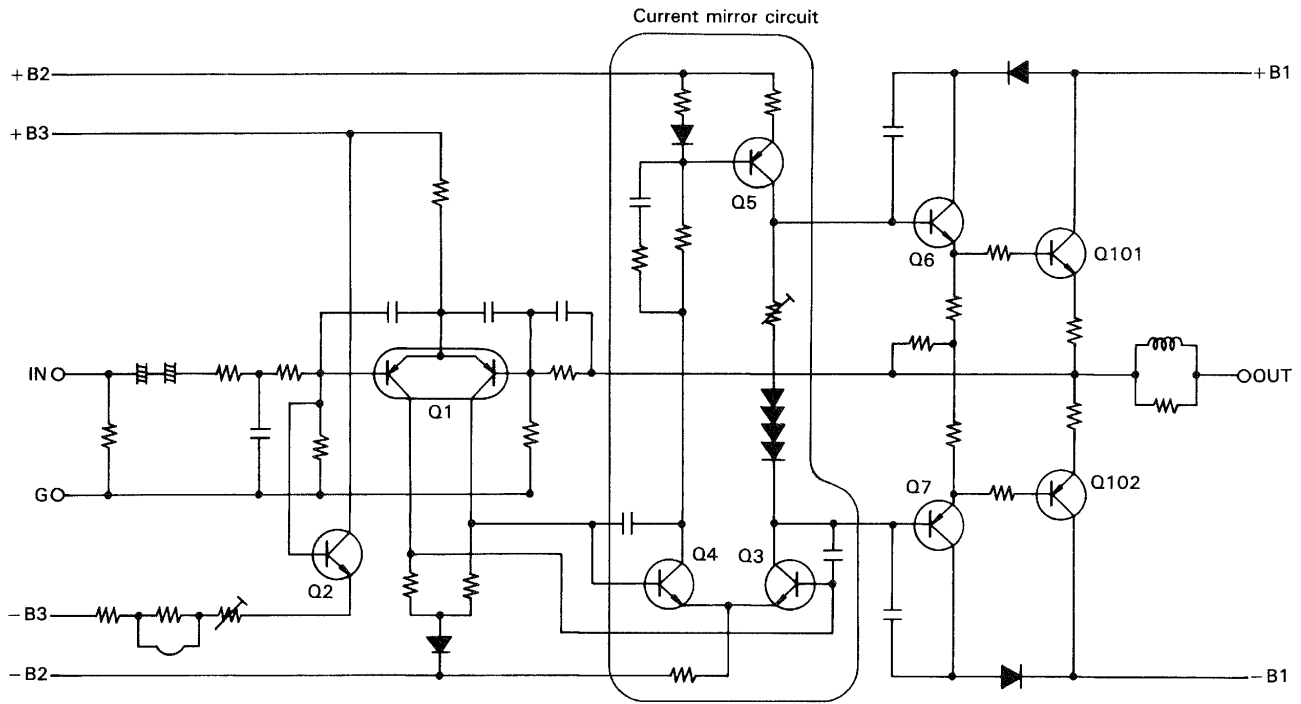 Current mirror circuit
+B2
+B1
+B3
Q5
Q6
Q101
IN
Q1
OUT
G
Q7
Q102
Q2
Q4
Q3
−B3
−B2
−B1